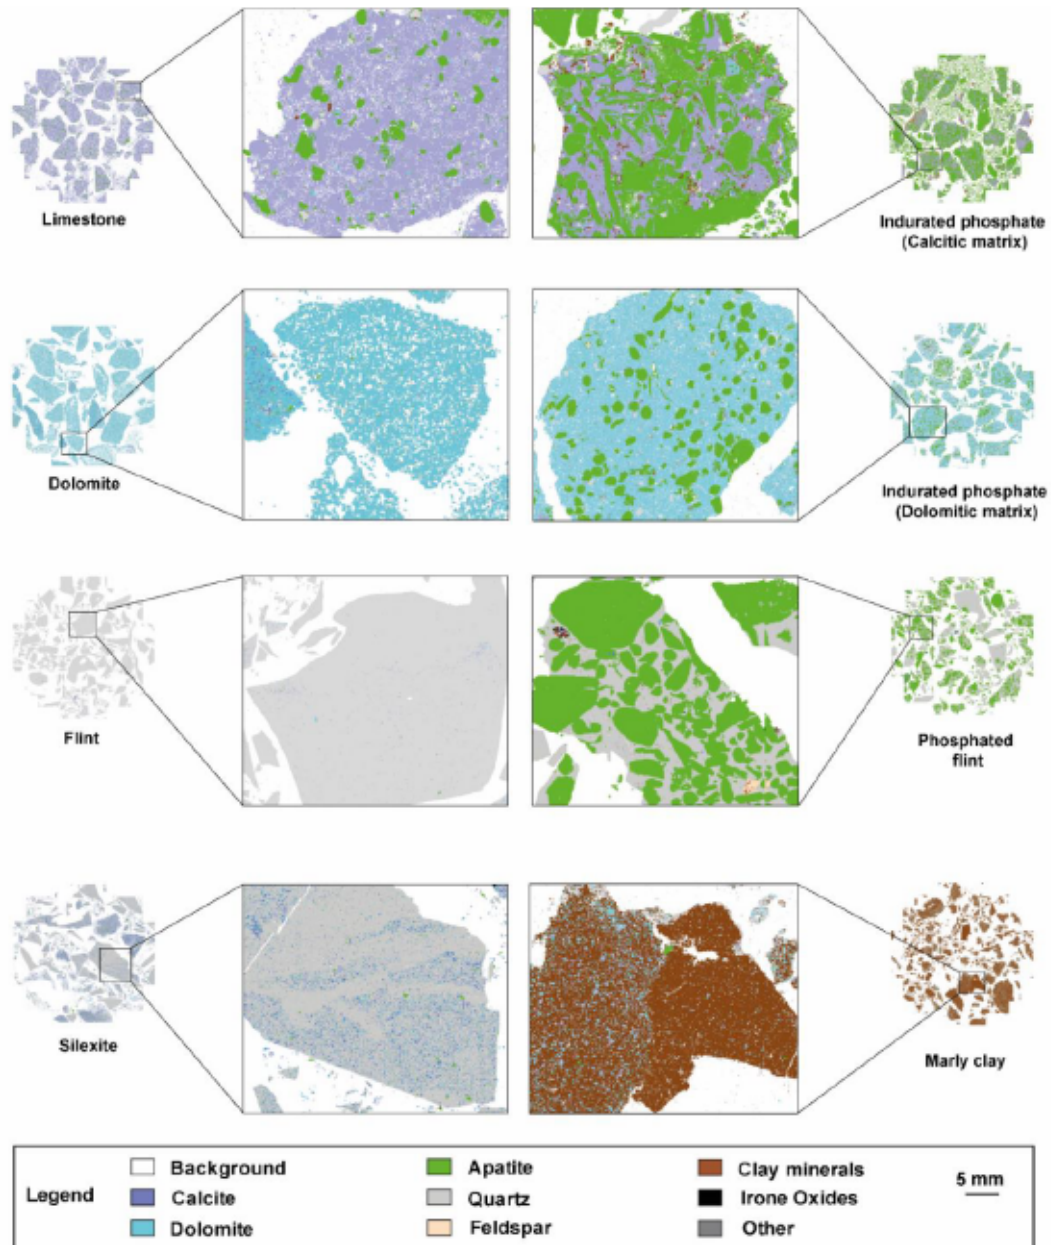 Limestone
Indurated phosphate
(Calcitic matrix)
Dolomite
Indurated phosphate
(Dolomitic matrix)
Flint
Phosphated
flint
Silexite
Marly clay
Legend
Background
Apatite
Clay minerals
Calcite
Quartz
Irone Oxides
Dolomite
Feldspar
Other
5 mm